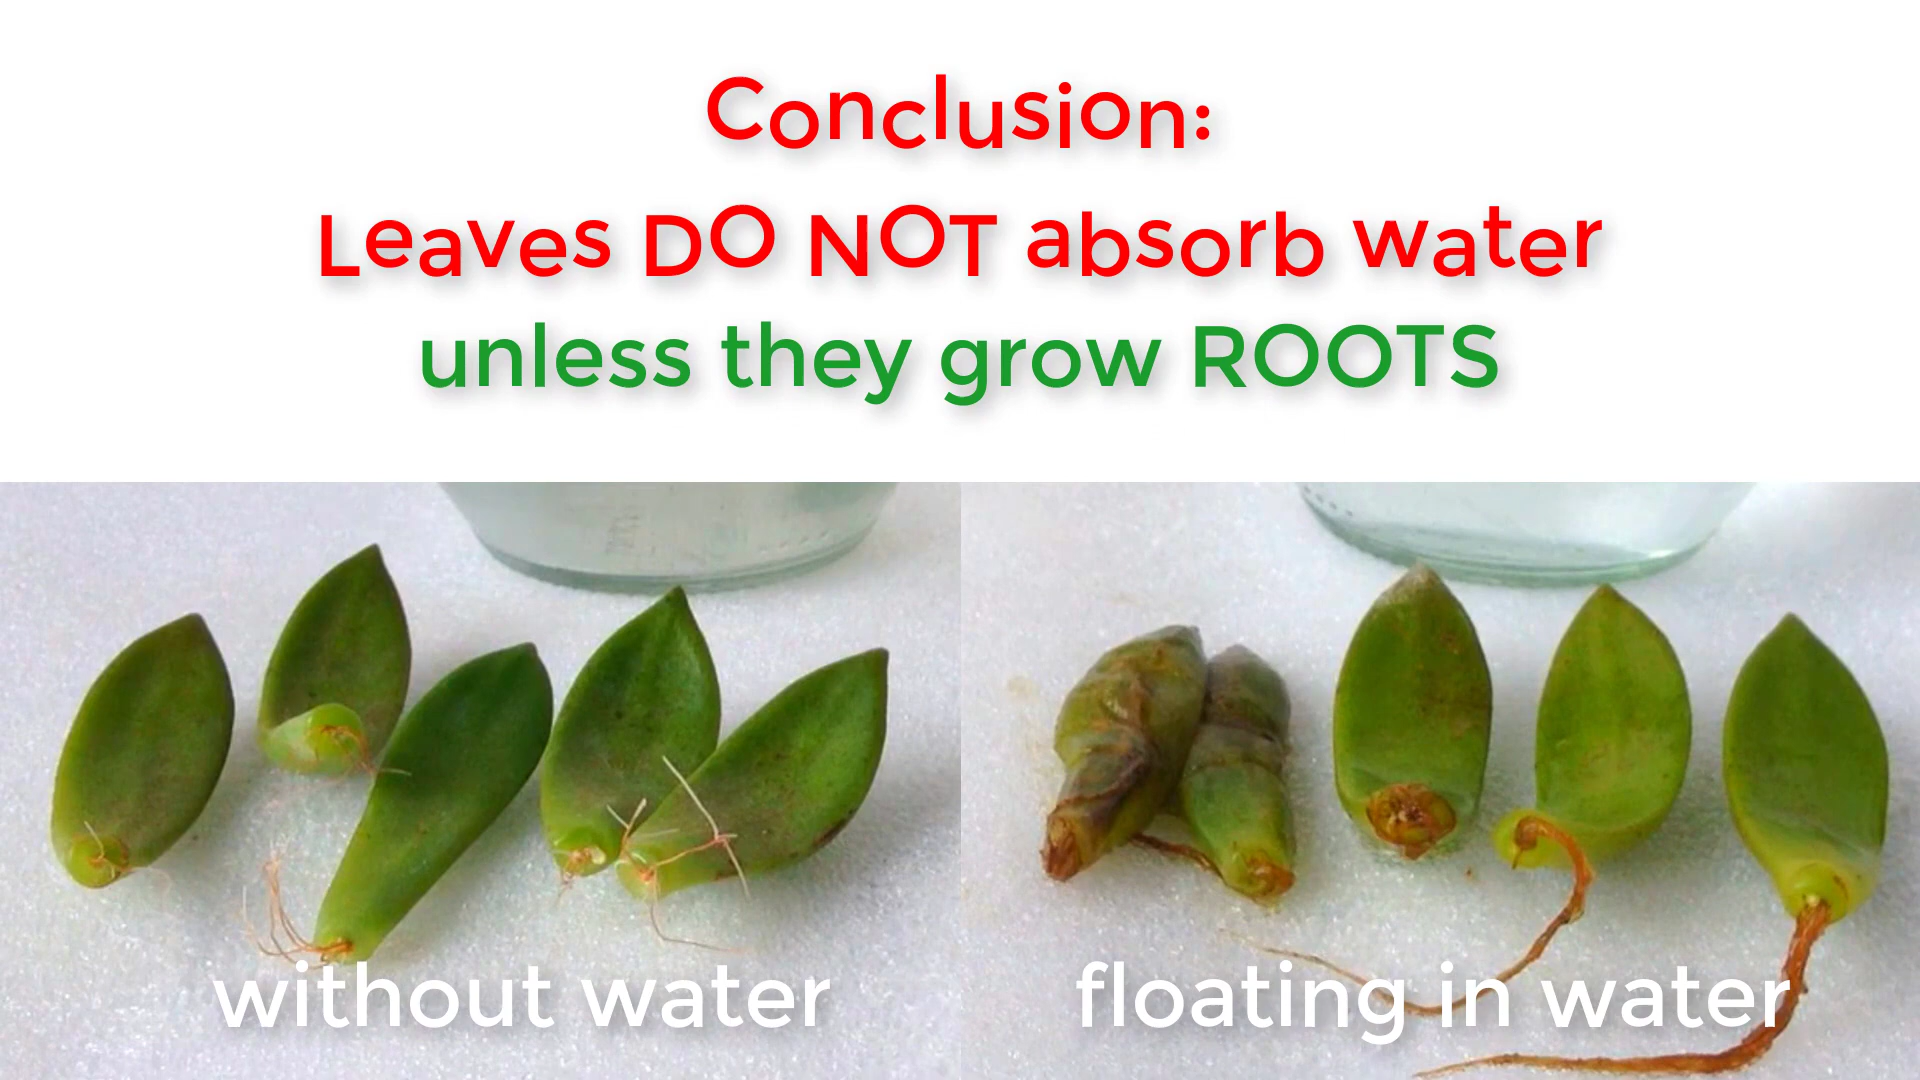 Conclusion:
Leaves DO NOT absorb water
unless they grow ROOTS
without water
floating in water